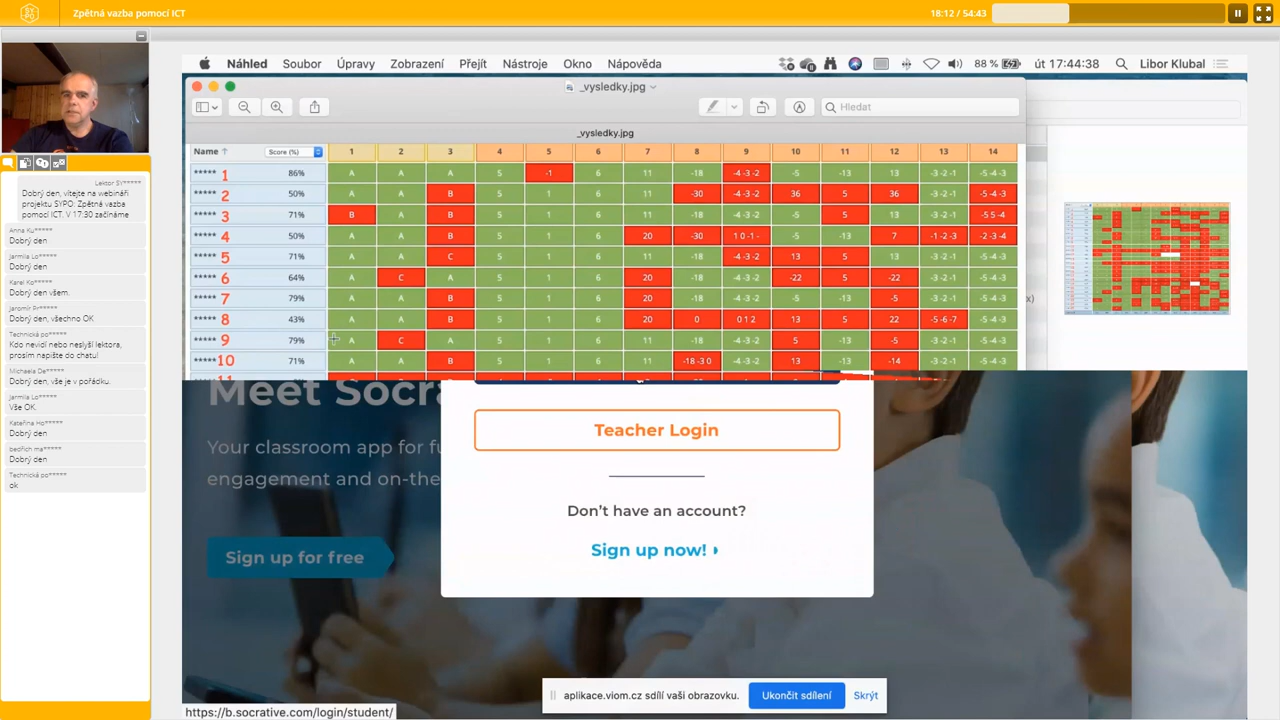 SY
PO
Zpětná vazba pomocí ICT
18:12 / 54:43
Lektor SY*****
Dobrý den, vítejte na webináři
projektu SYPO: Zpětná vazba
pomocí ICT. V 17:30 začínáme
Anna Ku*****
Dobrý den
Jarmila Lo*****
Dobrý den
Karel Ko*****
Dobrý den všem.
Jaromír Pr*****
Dobrý den, všechno OK
Technická po*****
Kdo nevidí nebo neslyší lektora,
prosím napište do chatu!
Michaela De*****
Dobrý den, vše je v pořádku.
Jarmila Lo*****
Vše OK.
Kateřina Ho*****
Dobrý den
bedřich ma*****
Dobrý den
Technická po*****
ok
Náhled Soubor Úpravy Zobrazení Přejít Nástroje Okno Nápověda 88 % út 17:44:38 Libor Klubal
_vysledky.jpg
Hledat
_vysledky.jpg
Name Score (%) 1 2 3 4 5 6 7 8 9 10 11 12 13 14
***** 1 86% A A A 5 -1 6 11 -18 -4 -3 -2 -5 -13 13 -3 -2 -1 -5 -4 -3
***** 2 50% A A B 5 1 6 11 -30 -4 -3 -2 36 5 36 -3 -2 -1 -5 -4 -3
***** 3 71% B A B 5 1 6 11 -18 -4 -3 -2 -5 5 13 -3 -2 -1 -5 5 -4
***** 4 50% A A B 5 1 6 20 -30 1 0 -1 - -5 -13 7 -1 -2 -3 -2 -3 -4
***** 5 71% A A C 5 1 6 11 -18 -4 -3 -2 13 5 13 -3 -2 -1 -5 -4 -3
***** 6 64% A C A 5 1 6 20 -18 -4 -3 -2 -22 5 -22 -3 -2 -1 -5 -4 -3
***** 7 79% A A B 5 1 6 20 -18 -4 -3 -2 -5 -13 -5 -3 -2 -1 -5 -4 -3
***** 8 43% A A B 5 1 6 20 0 0 1 2 13 5 22 -5 -6 -7 -5 -4 -3
***** 9 79% A C A 5 1 6 11 -18 -4 -3 -2 5 -13 -5 -3 -2 -1 -5 -4 -3
***** 10 71% A A B 5 1 6 11 -18 -3 0 -4 -3 -2 13 -13 -14 -3 -2 -1 -5 -4 -3
Meet Socra
Your classroom app for fu
engagement and on-the
Sign up for free
Teacher Login
Don't have an account?
Sign up now!
aplikace.viom.cz sdílí vaši obrazovku. Ukončit sdílení Skrýt
https://b.socrative.com/login/student/